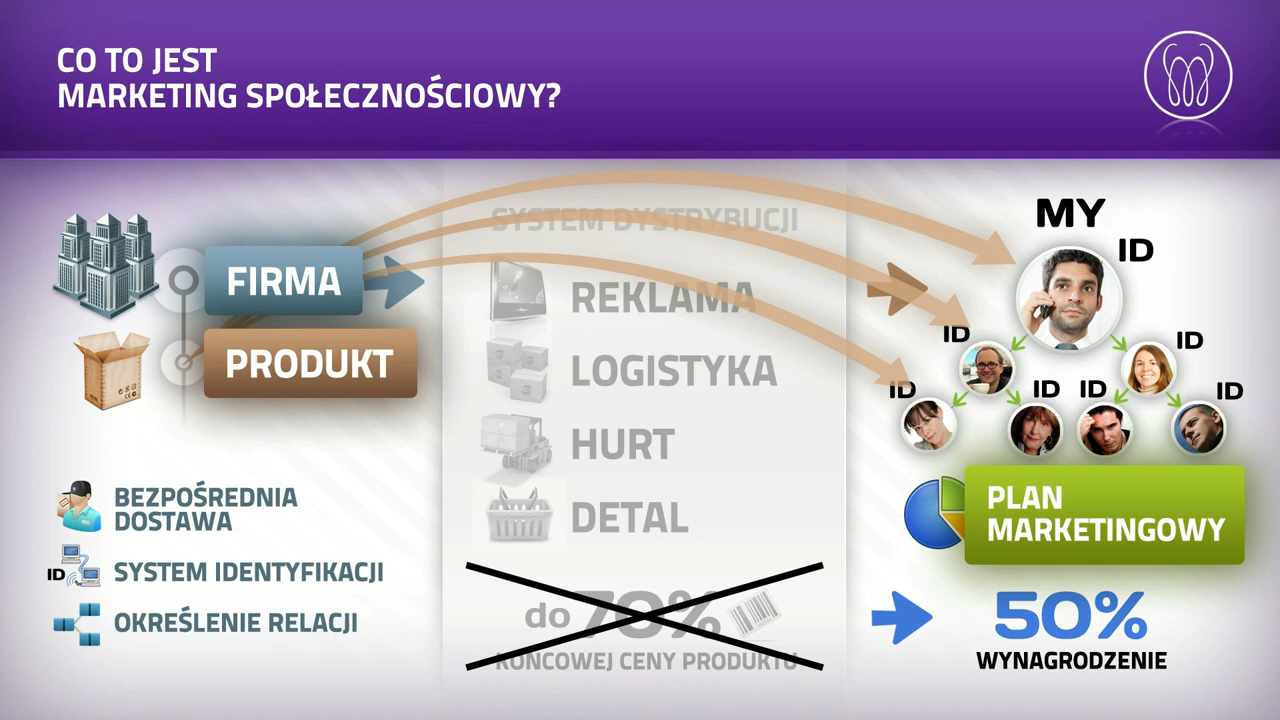 CO TO JEST
MARKETING SPOŁECZNOŚCIOWY?
FIRMA
PRODUKT
BEZPOŚREDNIA
DOSTAWA
ID
SYSTEM IDENTYFIKACJI
OKREŚLENIE RELACJI
SYSTEM DYSTRYBUCJI
REKLAMA
LOGISTYKA
HURT
DETAL
do 70%
KOŃCOWEJ CENY PRODUKTU
MY
ID
ID
ID
ID
ID
ID
ID
PLAN
MARKETINGOWY
50%
WYNAGRODZENIE